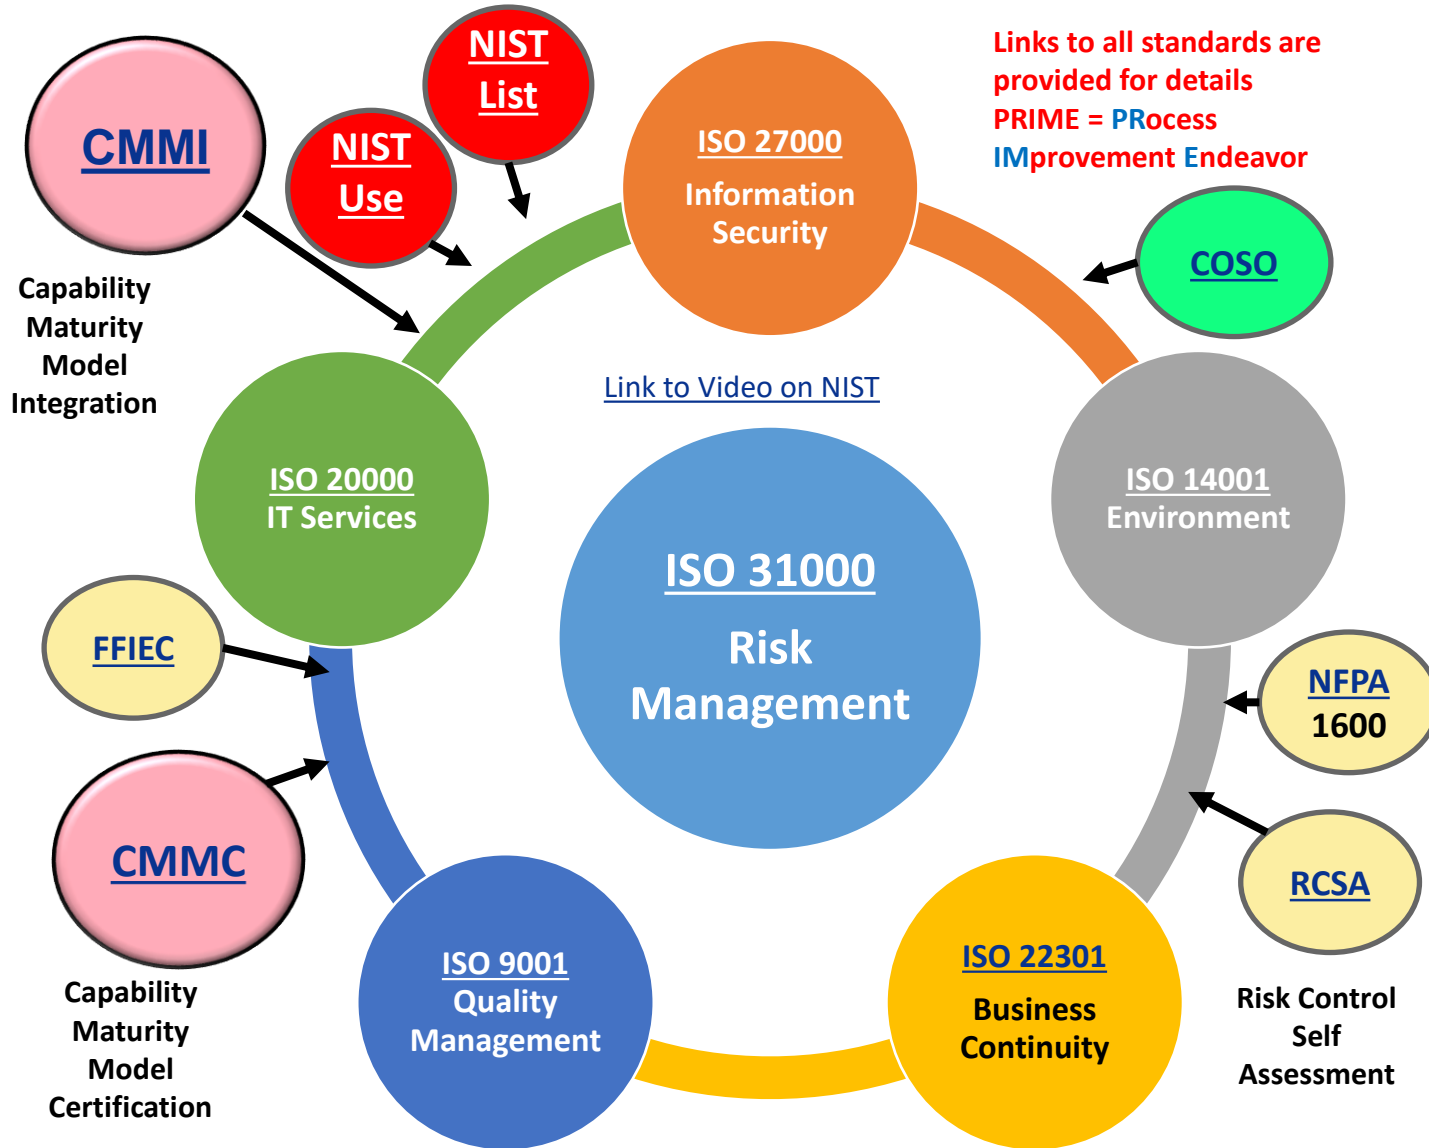 CMMI
Capability
Maturity
Model
Integration
NIST
Use
NIST
List
ISO 27000
Information
Security
Links to all standards are
provided for details
PRIME = PRocess
IMprovement Endeavor
COSO
Link to Video on NIST
ISO 20000
IT Services
ISO 14001
Environment
ISO 31000
Risk
Management
FFIEC
NFPA
1600
CMMC
Capability
Maturity
Model
Certification
RCSA
Risk Control
Self
Assessment
ISO 9001
Quality
Management
ISO 22301
Business
Continuity